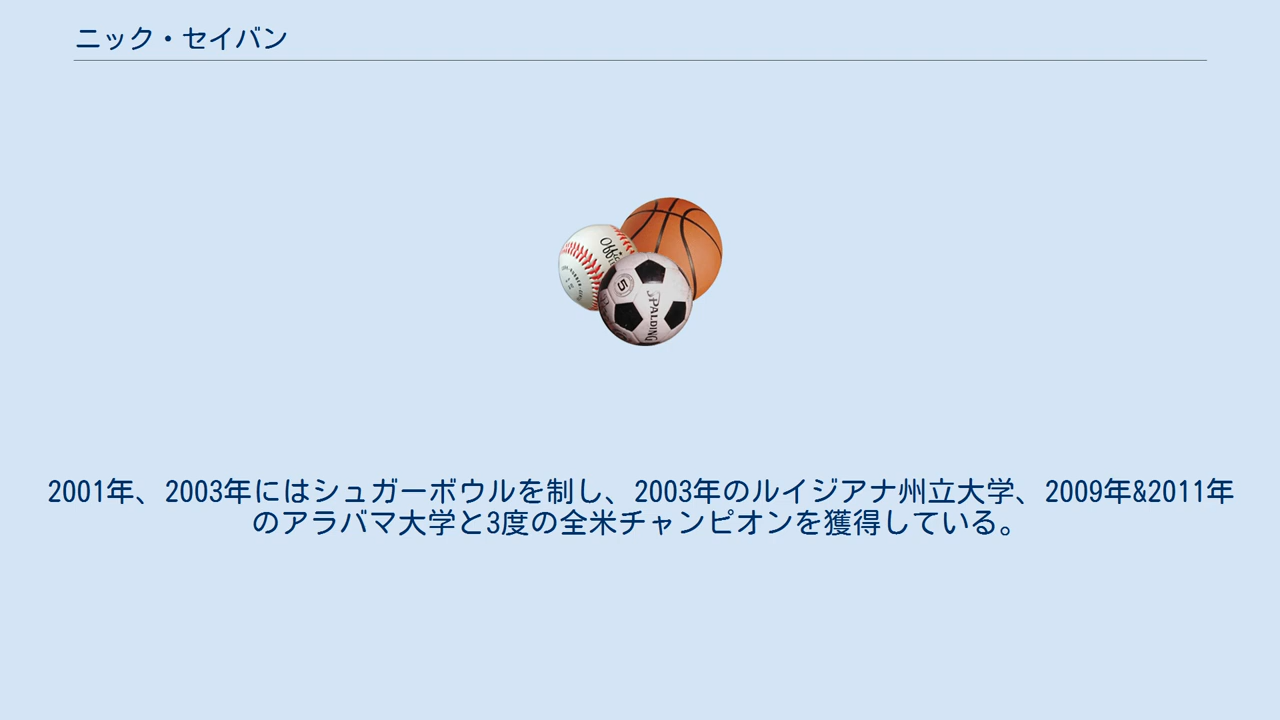 ニック・セイバン
Offic
5
SPALDING
2001年、2003年にはシュガーボウルを制し、2003年のルイジアナ州立大学、2009年&2011年
のアラバマ大学と3度の全米チャンピオンを獲得している。